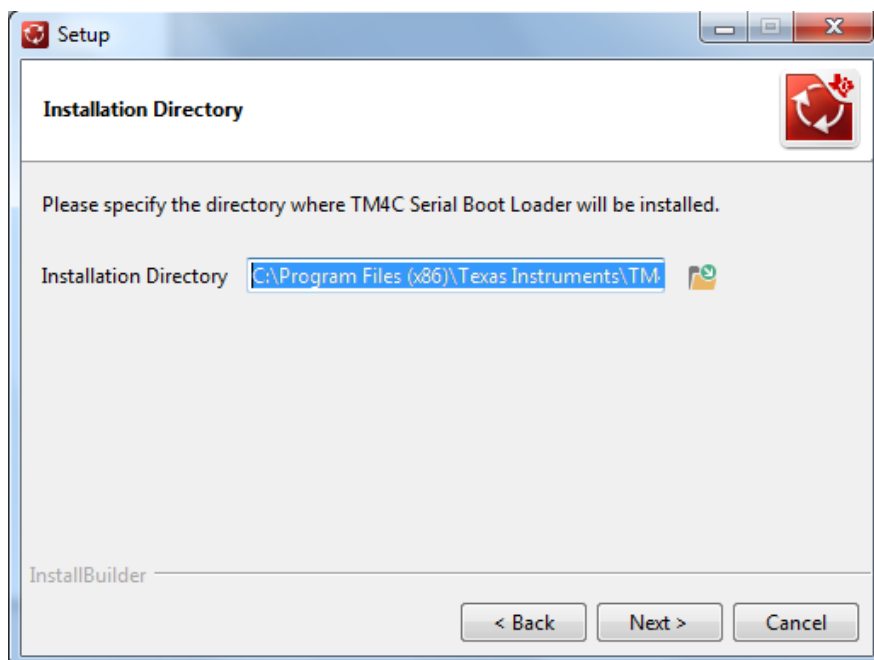 Setup
Installation Directory
Please specify the directory where TM4C Serial Boot Loader will be installed.
Installation Directory C:\Program Files (x86)\Texas Instruments\TM4
InstallBuilder
< Back Next > Cancel